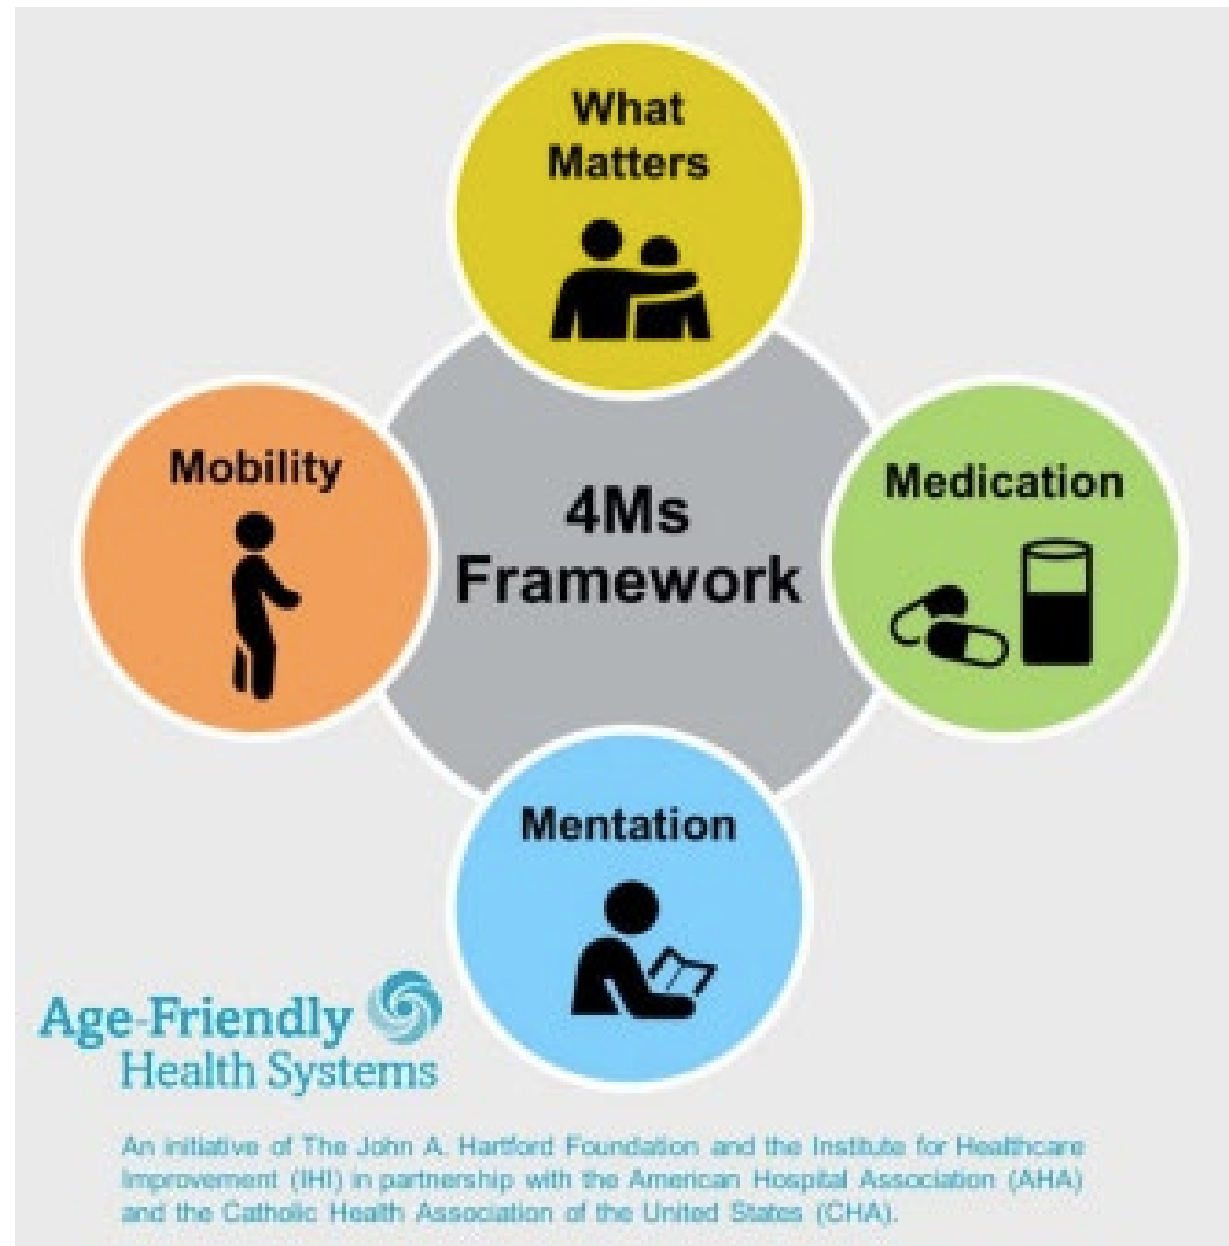 What
Matters
Mobility
4Ms
Framework
Medication
Mentation
Age-Friendly
Health Systems
An initiative of The John A. Hartford Foundation and the Institute for Healthcare
Improvement (IHI) in partnership with the American Hospital Association (AHA)
and the Catholic Health Association of the United States (CHA).